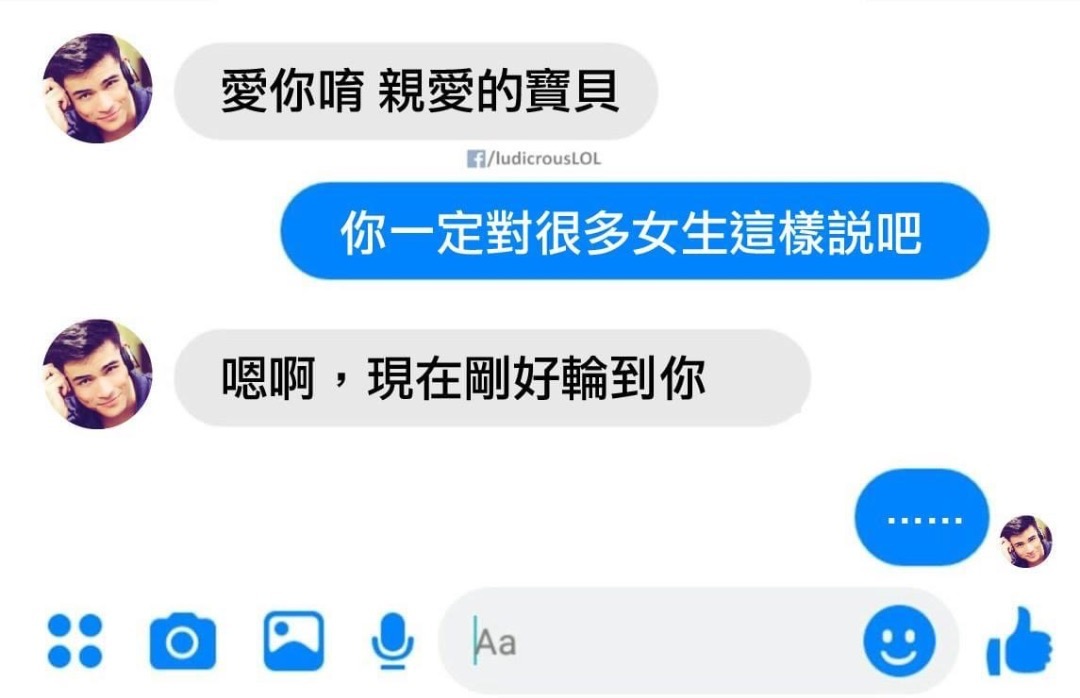 愛你唷 親愛的寶貝
f/ludicrousLOL
你一定對很多女生這樣説吧
嗯啊，現在剛好輪到你
......
Aa